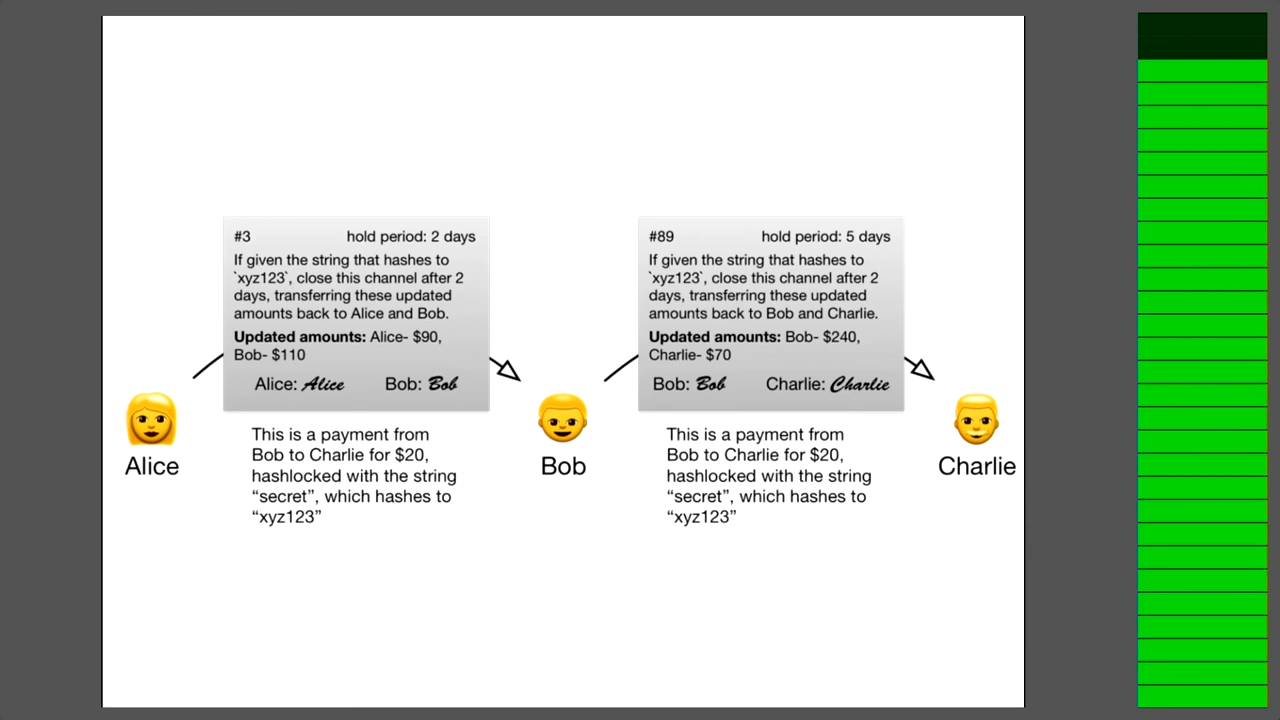 #3 hold period: 2 days
If given the string that hashes to
`xyz123`, close this channel after 2
days, transferring these updated
amounts back to Alice and Bob.
Updated amounts: Alice- $90,
Bob- $110
Alice: Alice Bob: Bob
#89 hold period: 5 days
If given the string that hashes to
`xyz123`, close this channel after 2
days, transferring these updated
amounts back to Bob and Charlie.
Updated amounts: Bob- $240,
Charlie- $70
Bob: Bob Charlie: Charlie
Alice
This is a payment from
Bob to Charlie for $20,
hashlocked with the string
“secret”, which hashes to
“xyz123”
Bob
This is a payment from
Bob to Charlie for $20,
hashlocked with the string
“secret”, which hashes to
“xyz123”
Charlie